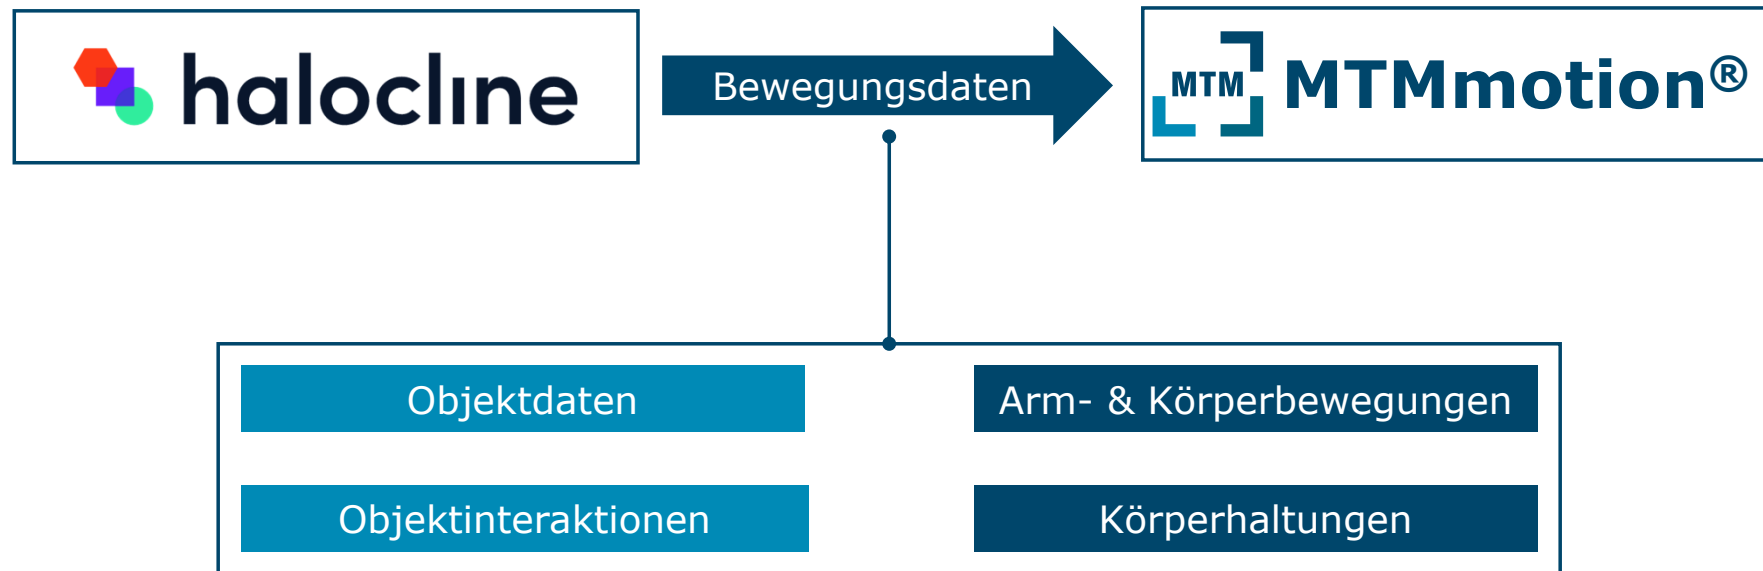 halocline
Bewegungsdaten
MTM
MTMmotion®
Objektdaten
Arm- & Körperbewegungen
Objektinteraktionen
Körperhaltungen